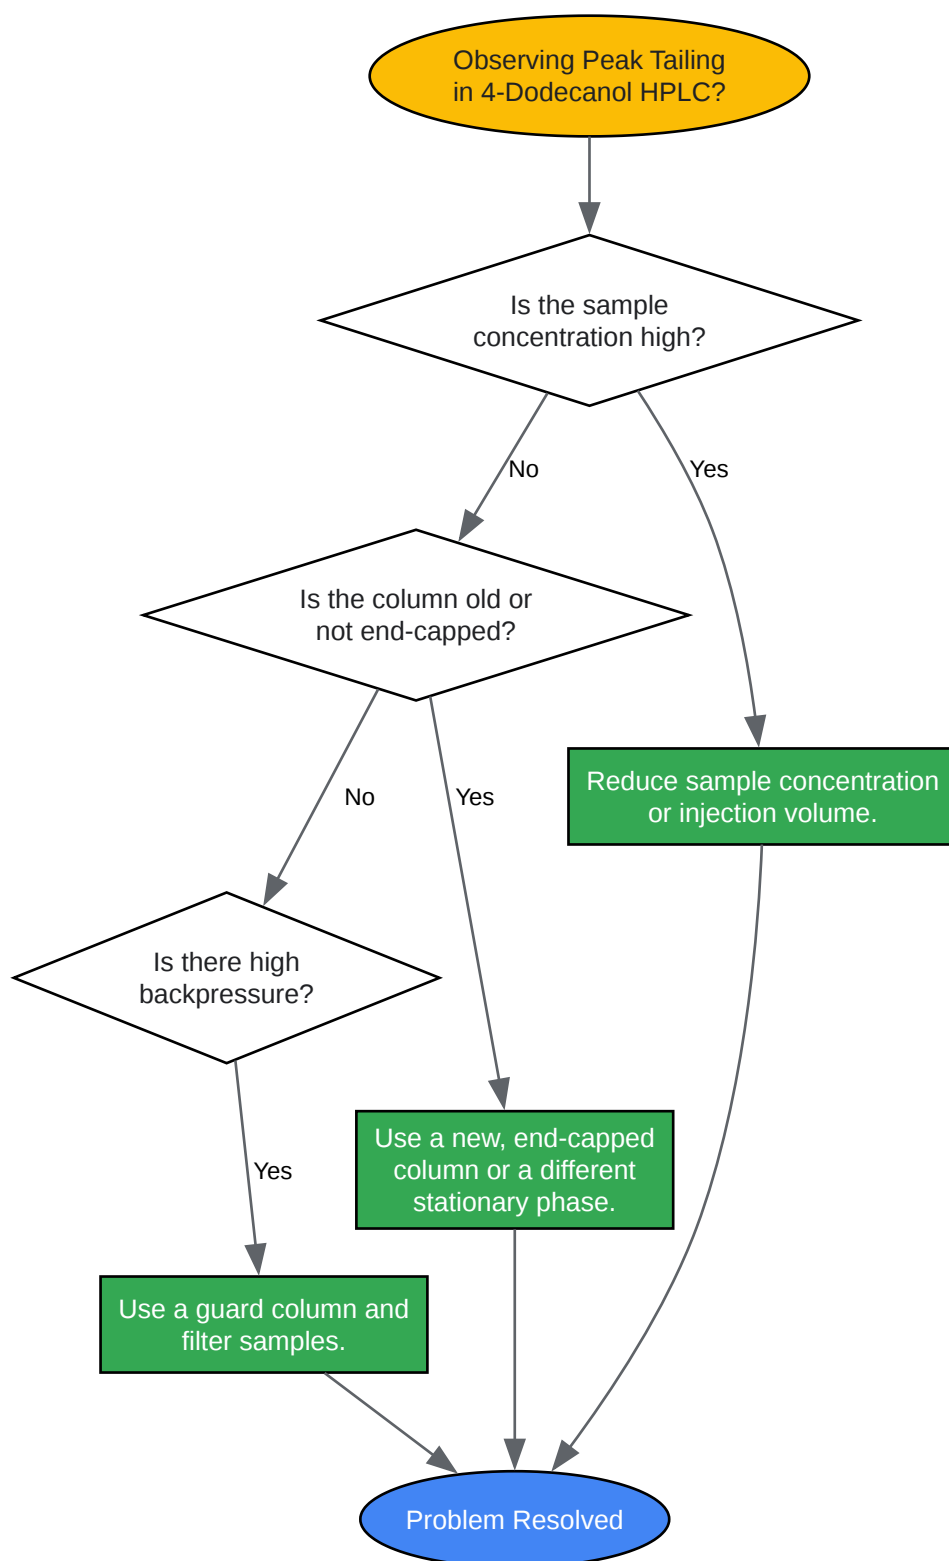 Observing Peak Tailing
in 4-Dodecanol HPLC?
Is the sample
concentration high?
No
Yes
Is the column old or
not end-capped?
No
Yes
Reduce sample concentration
or injection volume.
Is there high
backpressure?
Yes
Use a new, end-capped
column or a different
stationary phase.
Use a guard column and
filter samples.
Problem Resolved